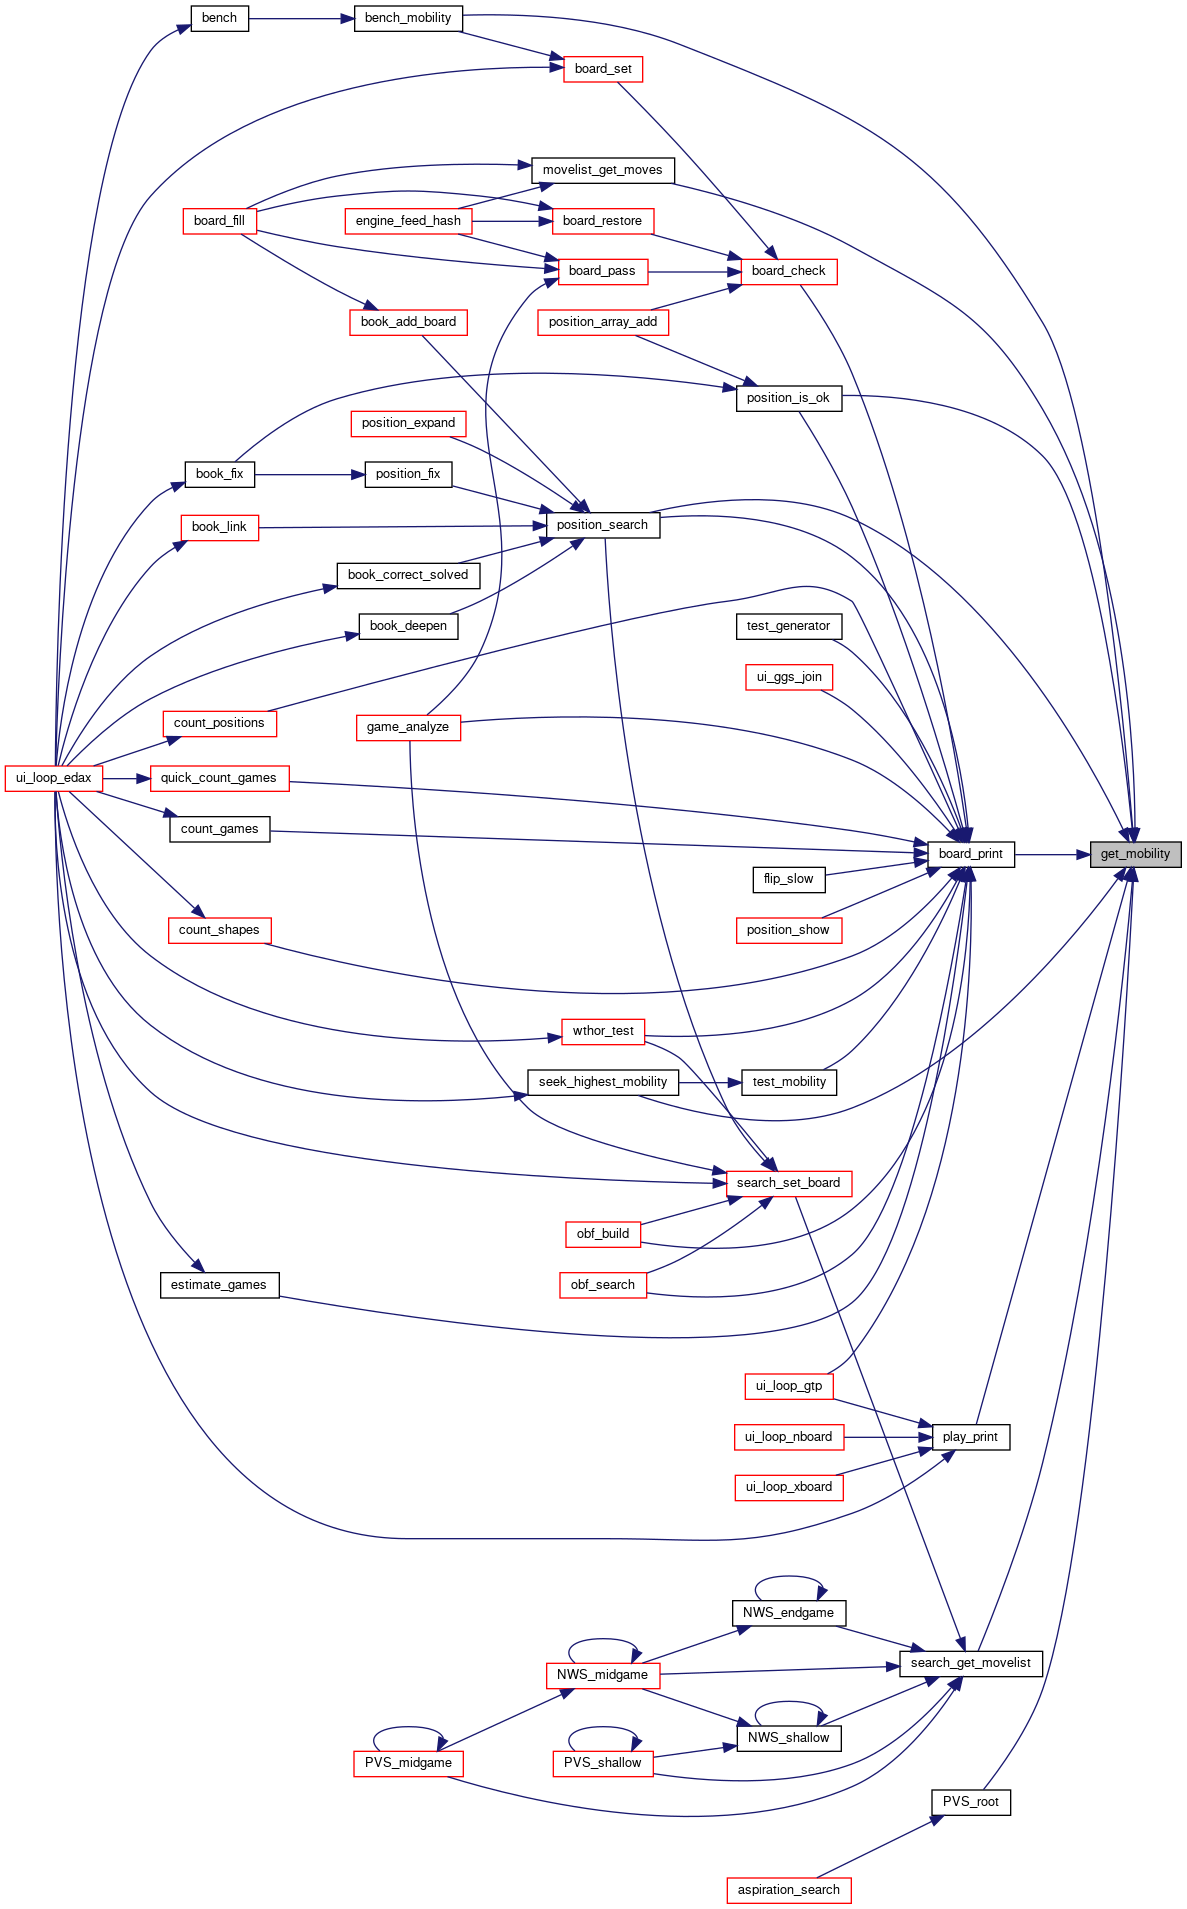 bench
bench_mobility
board_set
movelist_get_moves
board_fill
engine_feed_hash
board_restore
board_pass
board_check
book_add_board
position_array_add
position_is_ok
position_expand
book_fix
position_fix
book_link
position_search
book_correct_solved
book_deepen
test_generator
ui_ggs_join
count_positions
game_analyze
ui_loop_edax
quick_count_games
count_games
board_print
get_mobility
flip_slow
count_shapes
position_show
wthor_test
seek_highest_mobility
test_mobility
search_set_board
obf_build
estimate_games
obf_search
ui_loop_gtp
ui_loop_nboard
play_print
ui_loop_xboard
NWS_endgame
NWS_midgame
search_get_movelist
NWS_shallow
PVS_midgame
PVS_shallow
PVS_root
aspiration_search